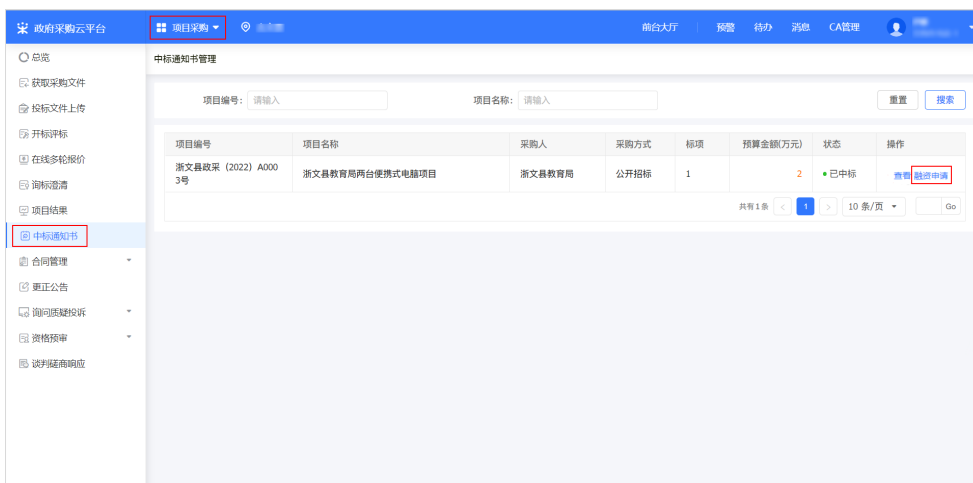 政府采购云平台
项目采购
前台大厅
预警
待办
消息
CA管理
总览
获取采购文件
投标文件上传
开标评标
在线多轮报价
询标澄清
项目结果
中标通知书
合同管理
更正公告
询问质疑投诉
资格预审
谈判磋商响应
中标通知书管理
项目编号： 请输入
项目名称： 请输入
重置 搜索
项目编号 项目名称 采购人 采购方式 标项 预算金额(万元) 状态 操作
浙文县政采（2022）A000
3号
浙文县教育局两台便携式电脑项目 浙文县教育局 公开招标 1 2 已中标 查看 融资申请
共有1条 < 1 > 10 条/页 Go